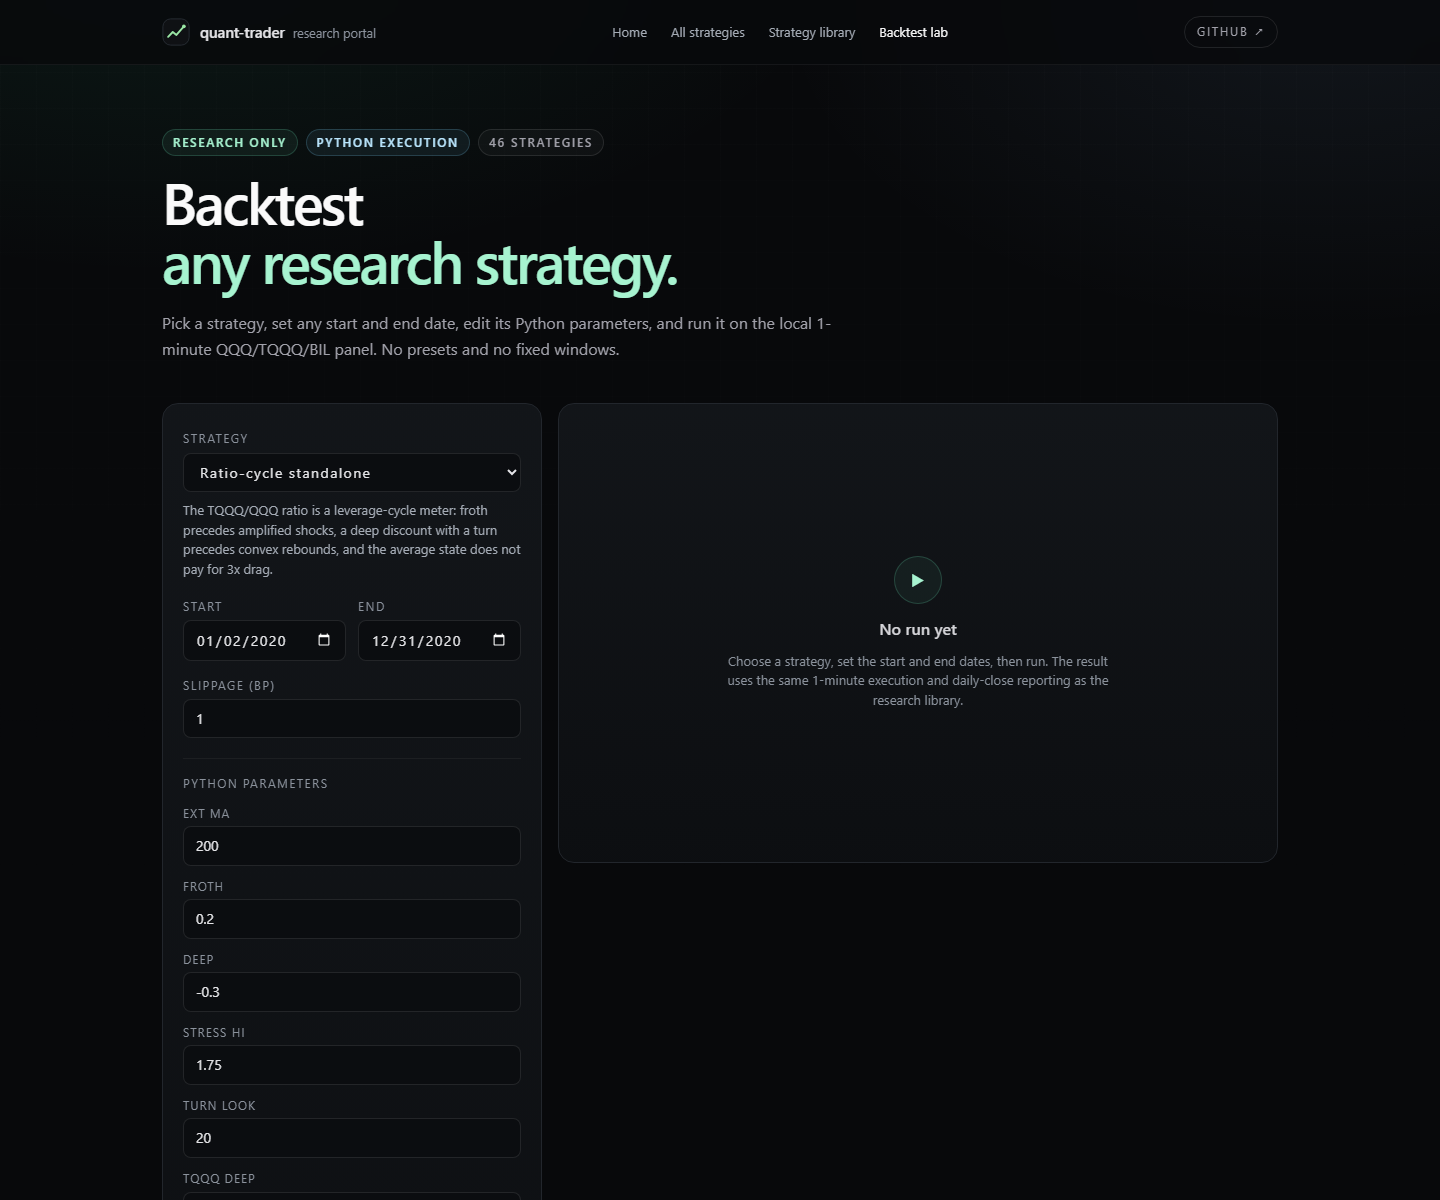 quant-trader research portal
Home
All strategies
Strategy library
Backtest lab
GITHUB ↗
RESEARCH ONLY
PYTHON EXECUTION
46 STRATEGIES
Backtest
any research strategy.
Pick a strategy, set any start and end date, edit its Python parameters, and run it on the local 1-
minute QQQ/TQQQ/BIL panel. No presets and no fixed windows.
STRATEGY
Ratio-cycle standalone
The TQQQ/QQQ ratio is a leverage-cycle meter: froth
precedes amplified shocks, a deep discount with a turn
precedes convex rebounds, and the average state does not
pay for 3x drag.
START
END
01/02/2020
12/31/2020
SLIPPAGE (BP)
1
PYTHON PARAMETERS
EXT MA
200
FROTH
0.2
DEEP
-0.3
STRESS HI
1.75
TURN LOOK
20
TQQQ DEEP
No run yet
Choose a strategy, set the start and end dates, then run. The result
uses the same 1-minute execution and daily-close reporting as the
research library.